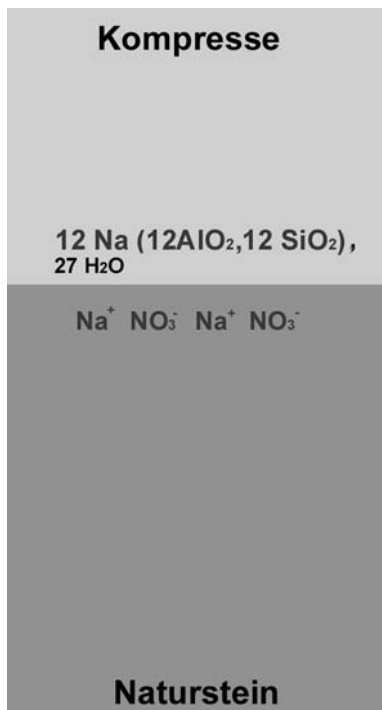 Kompresse
12 Na (12AlO₂,12 SiO₂),
27 H₂O
Na⁺ NO₃⁻ Na⁺ NO₃⁻
Naturstein